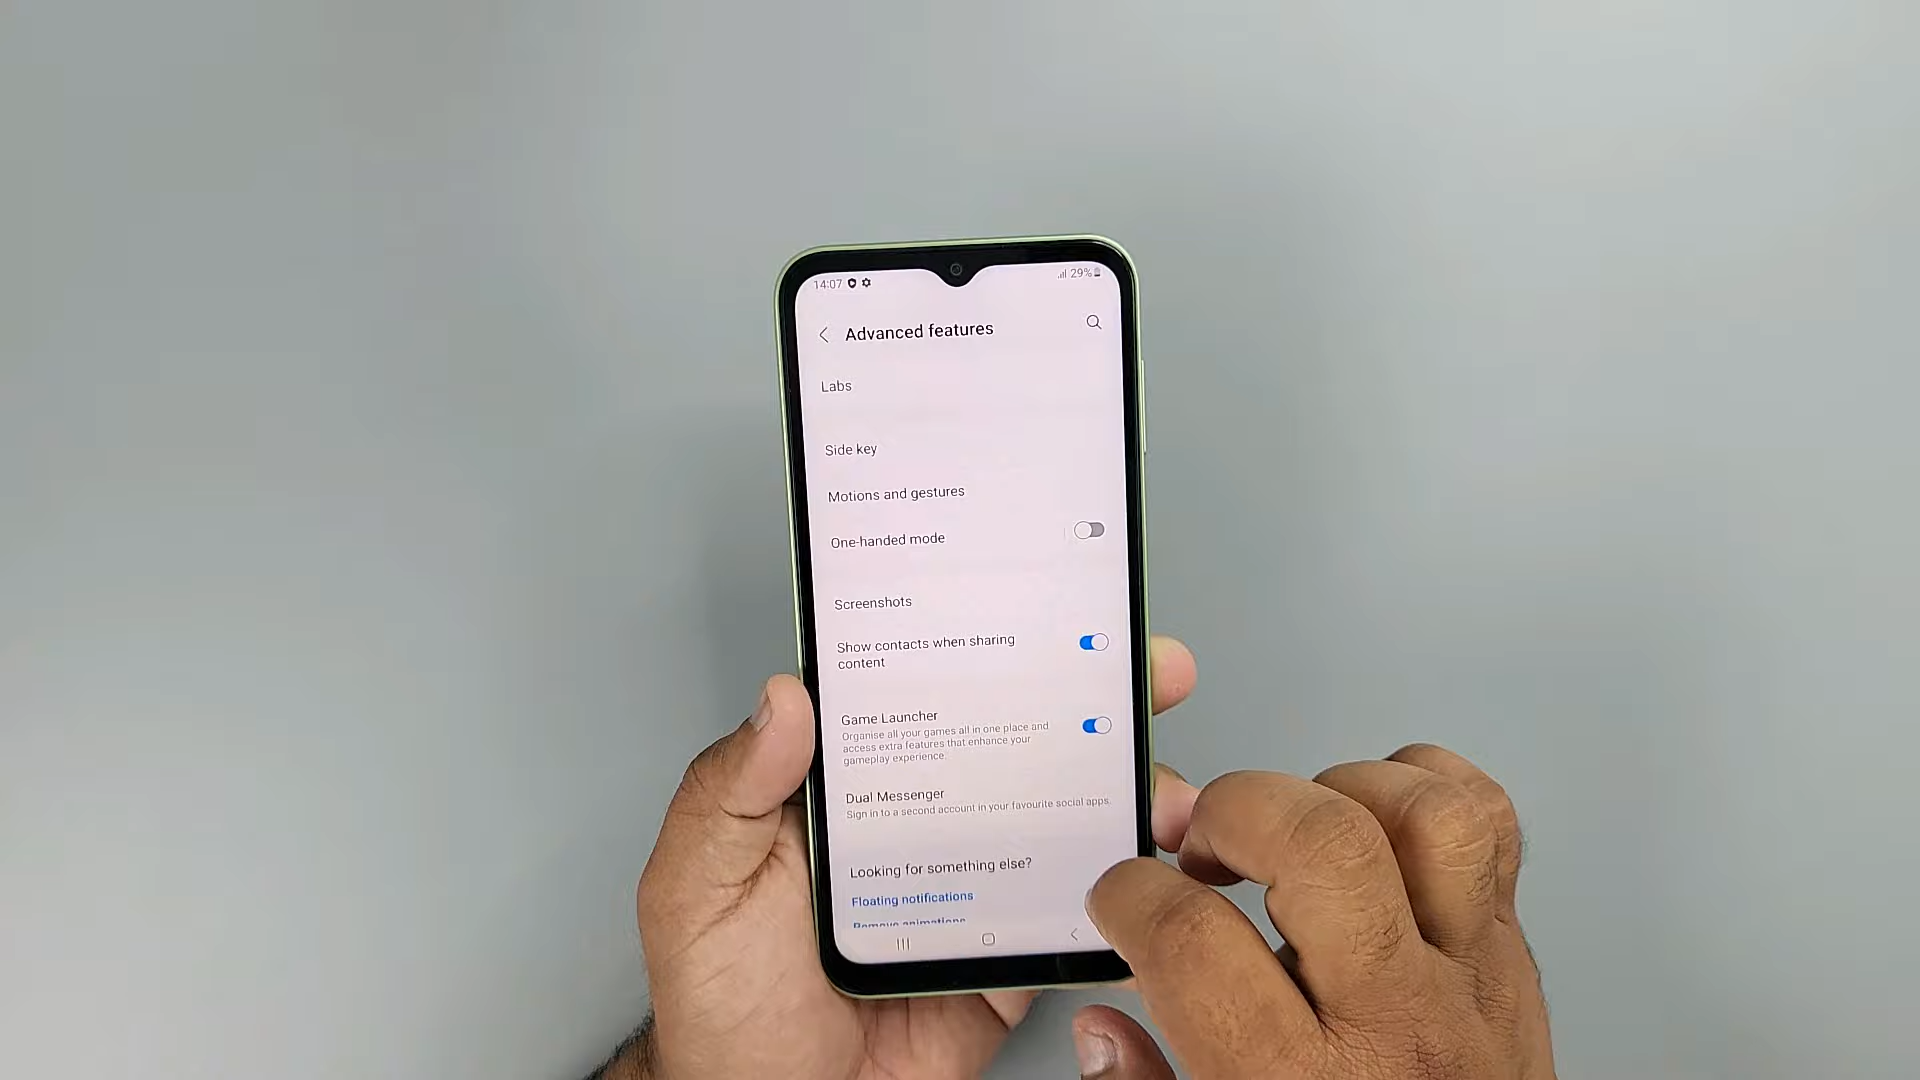 14:07
29%
Advanced features
Labs
Side key
Motions and gestures
One-handed mode
Screenshots
Show contacts when sharing
content
Game Launcher
Organise all your games all in one place and
access extra features that enhance your
gameplay experience.
Dual Messenger
Sign in to a second account in your favourite social apps.
Looking for something else?
Floating notifications
Remove animations